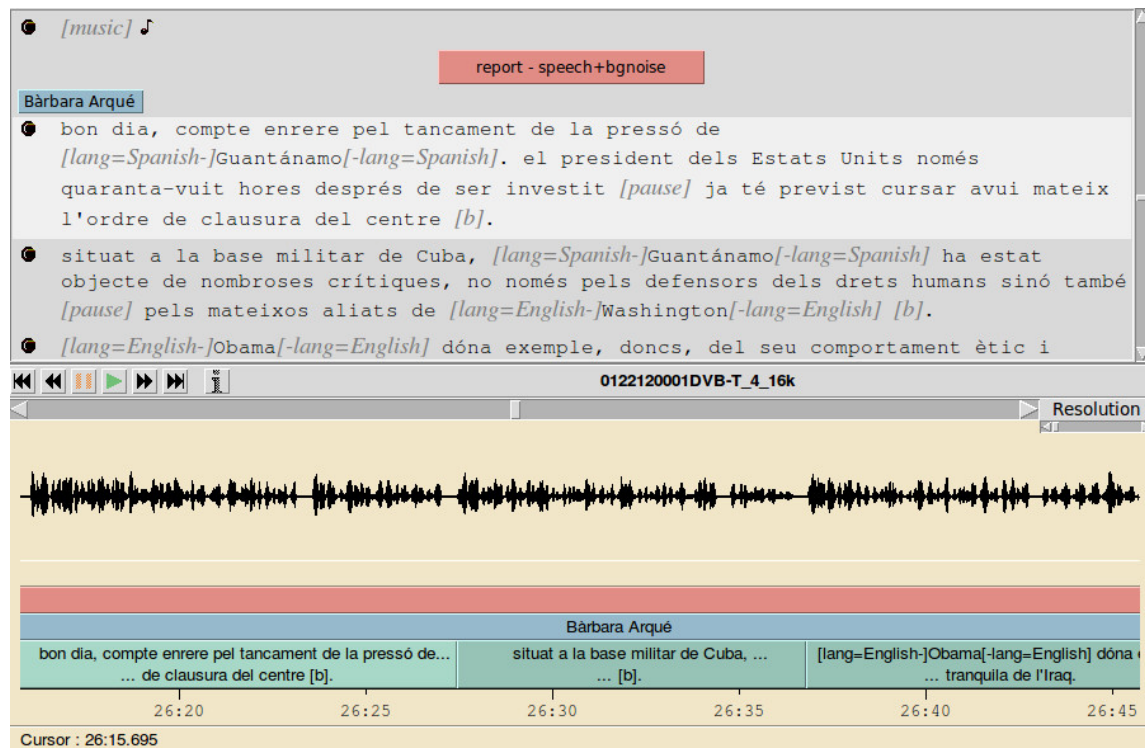 [music] ♪
report - speech+bgnoise
Bàrbara Arqué
bon dia, compte enrere pel tancament de la pressó de
[lang=Spanish-]Guantánamo[-lang=Spanish]. el president dels Estats Units només
quaranta-vuit hores després de ser investit [pause] ja té previst cursar avui mateix
l'ordre de clausura del centre [b].
situat a la base militar de Cuba, [lang=Spanish-]Guantánamo[-lang=Spanish] ha estat
objecte de nombroses crítiques, no només pels defensors dels drets humans sinó també
[pause] pels mateixos aliats de [lang=English-]Washington[-lang=English] [b].
[lang=English-]Obama[-lang=English] dóna exemple, doncs, del seu comportament ètic i
i
0122120001DVB-T_4_16k
Resolution
Bàrbara Arqué
bon dia, compte enrere pel tancament de la pressó de...
... de clausura del centre [b].
situat a la base militar de Cuba, ...
... [b].
[lang=English-]Obama[-lang=English] dóna
... tranquila de l'Iraq.
26:20 26:25 26:30 26:35 26:40 26:45
Cursor : 26:15.695